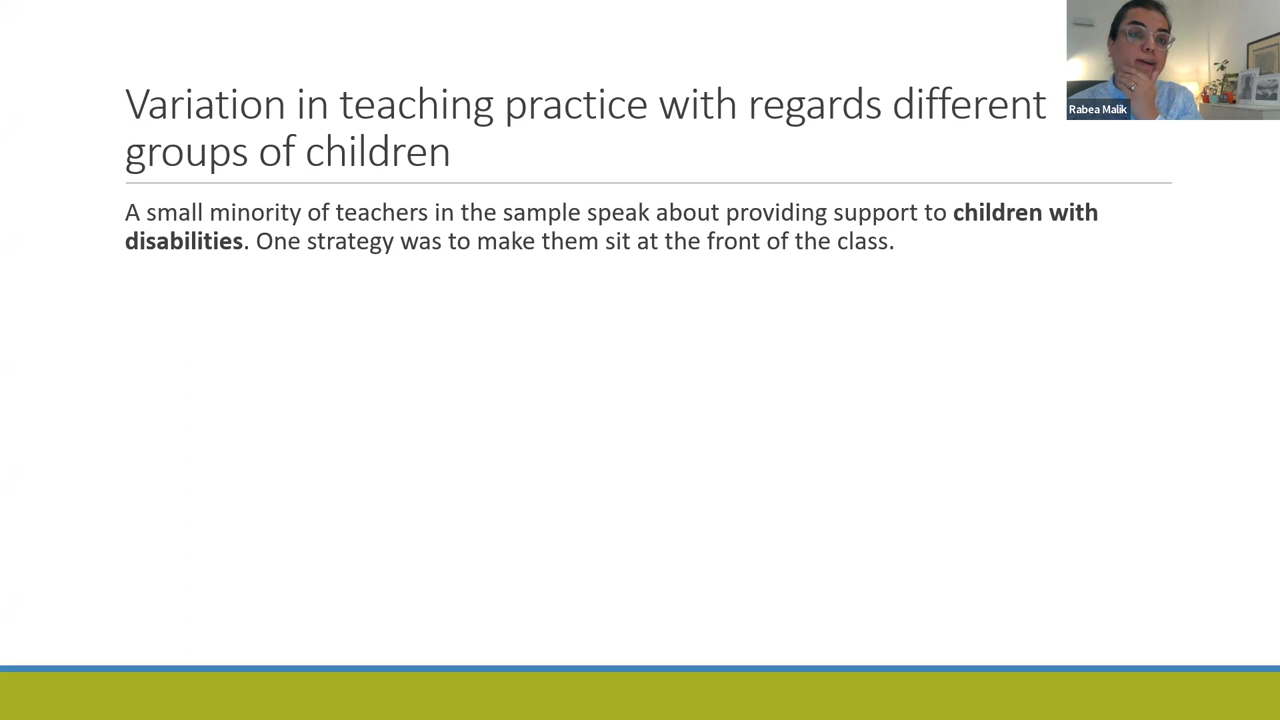 Variation in teaching practice with regards different
groups of children
A small minority of teachers in the sample speak about providing support to children with
disabilities. One strategy was to make them sit at the front of the class.
Rabea Malik